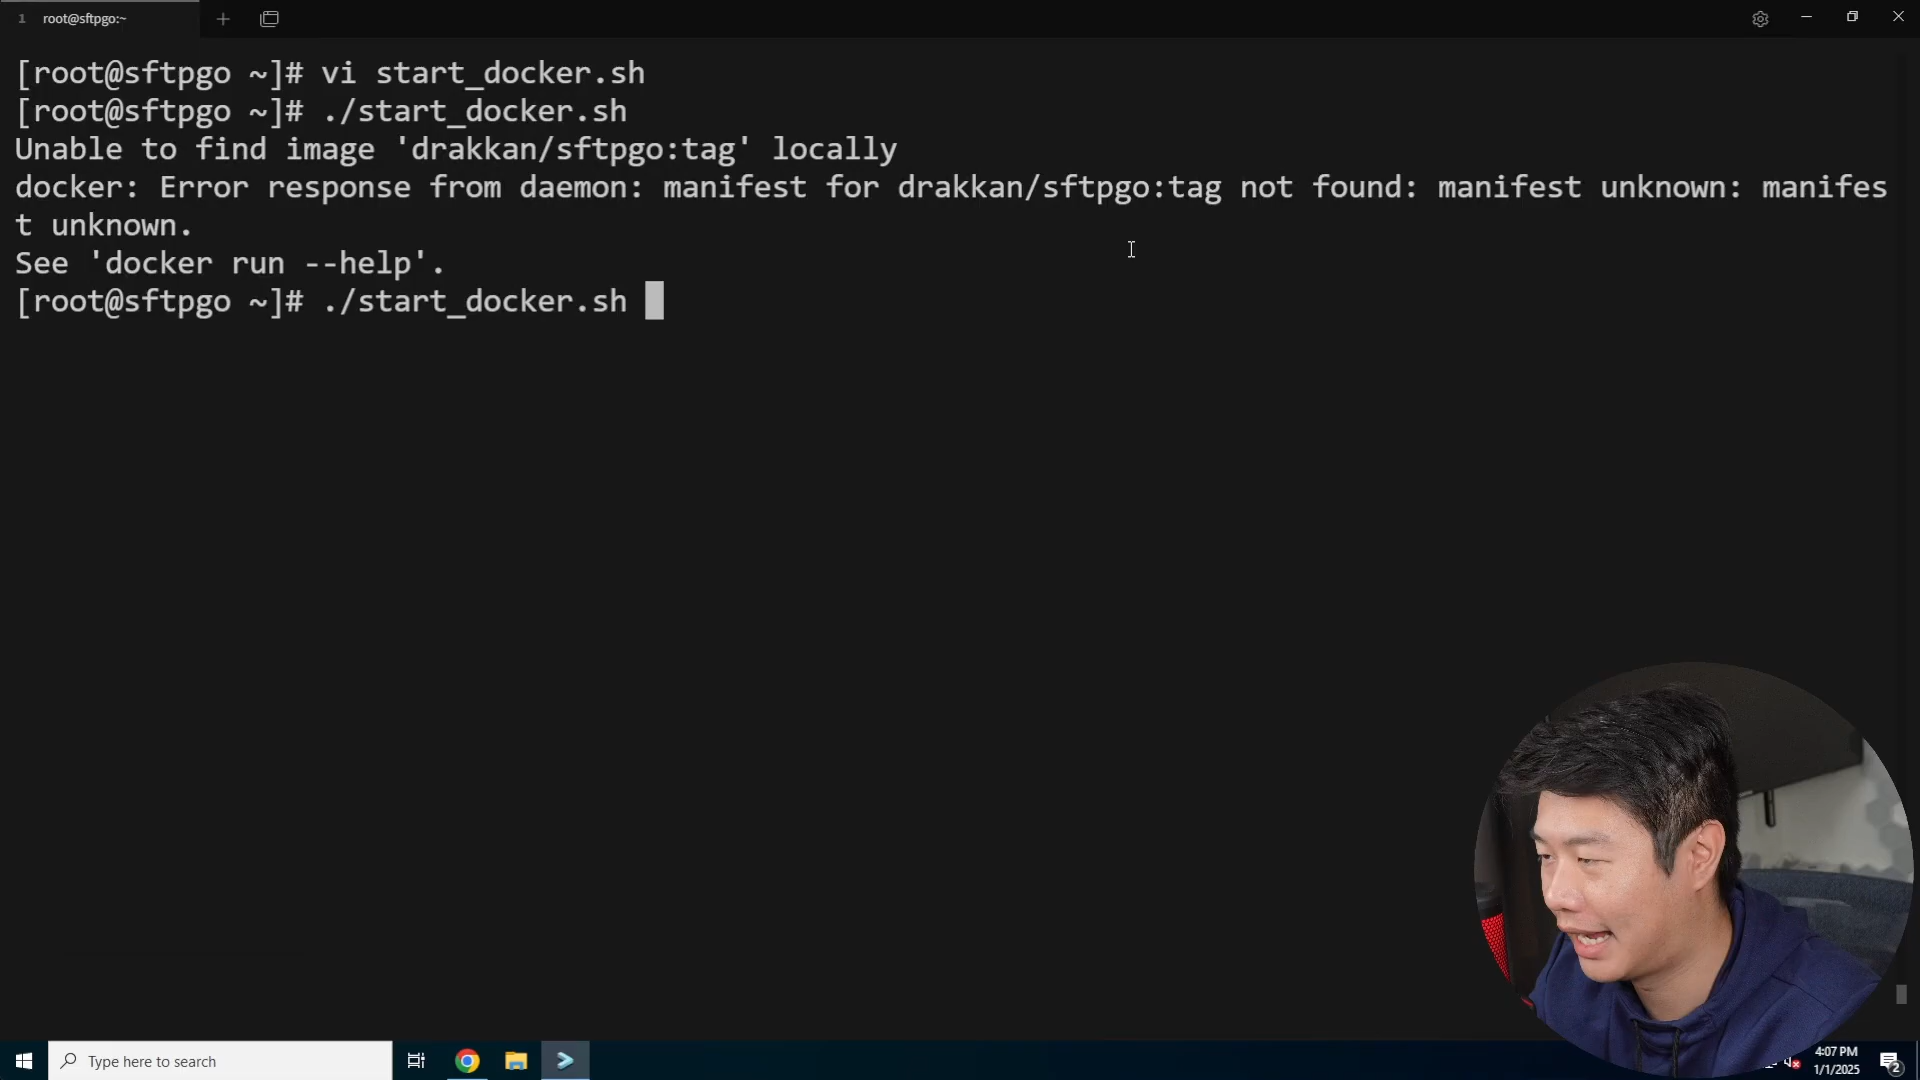 1 root@sftpgo:~
[root@sftpgo ~]# vi start_docker.sh
[root@sftpgo ~]# ./start_docker.sh
Unable to find image 'drakkan/sftpgo:tag' locally
docker: Error response from daemon: manifest for drakkan/sftpgo:tag not found: manifest unknown: manifes
t unknown.
See 'docker run --help'.
[root@sftpgo ~]# ./start_docker.sh
Type here to search
4:07 PM
1/1/2025
2